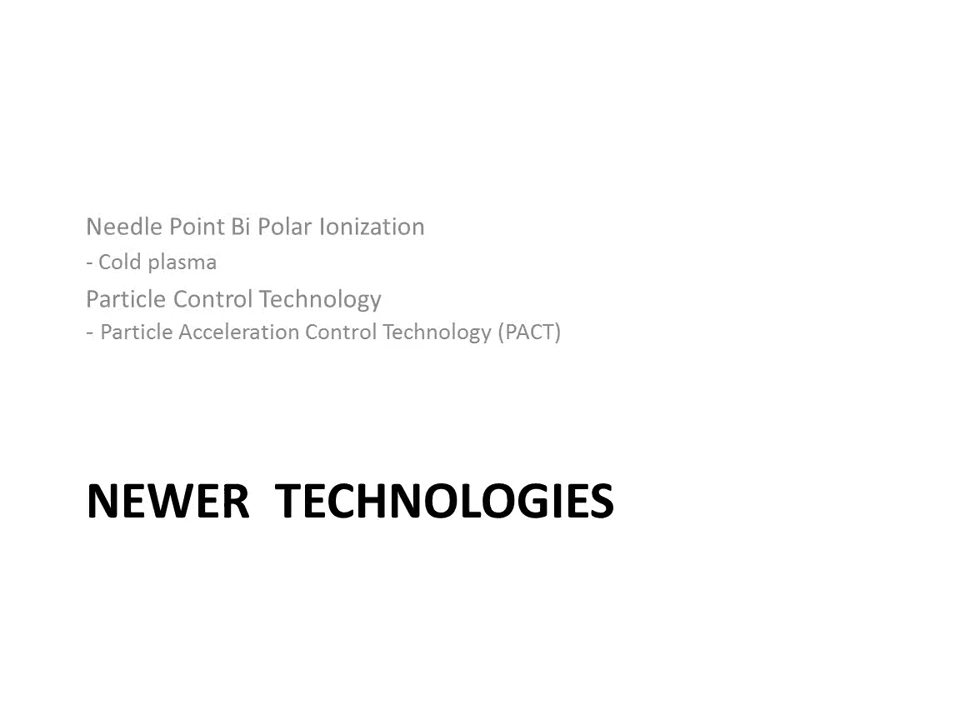 Needle Point Bi Polar Ionization
- Cold plasma
Particle Control Technology
- Particle Acceleration Control Technology (PACT)
NEWER  TECHNOLOGIES